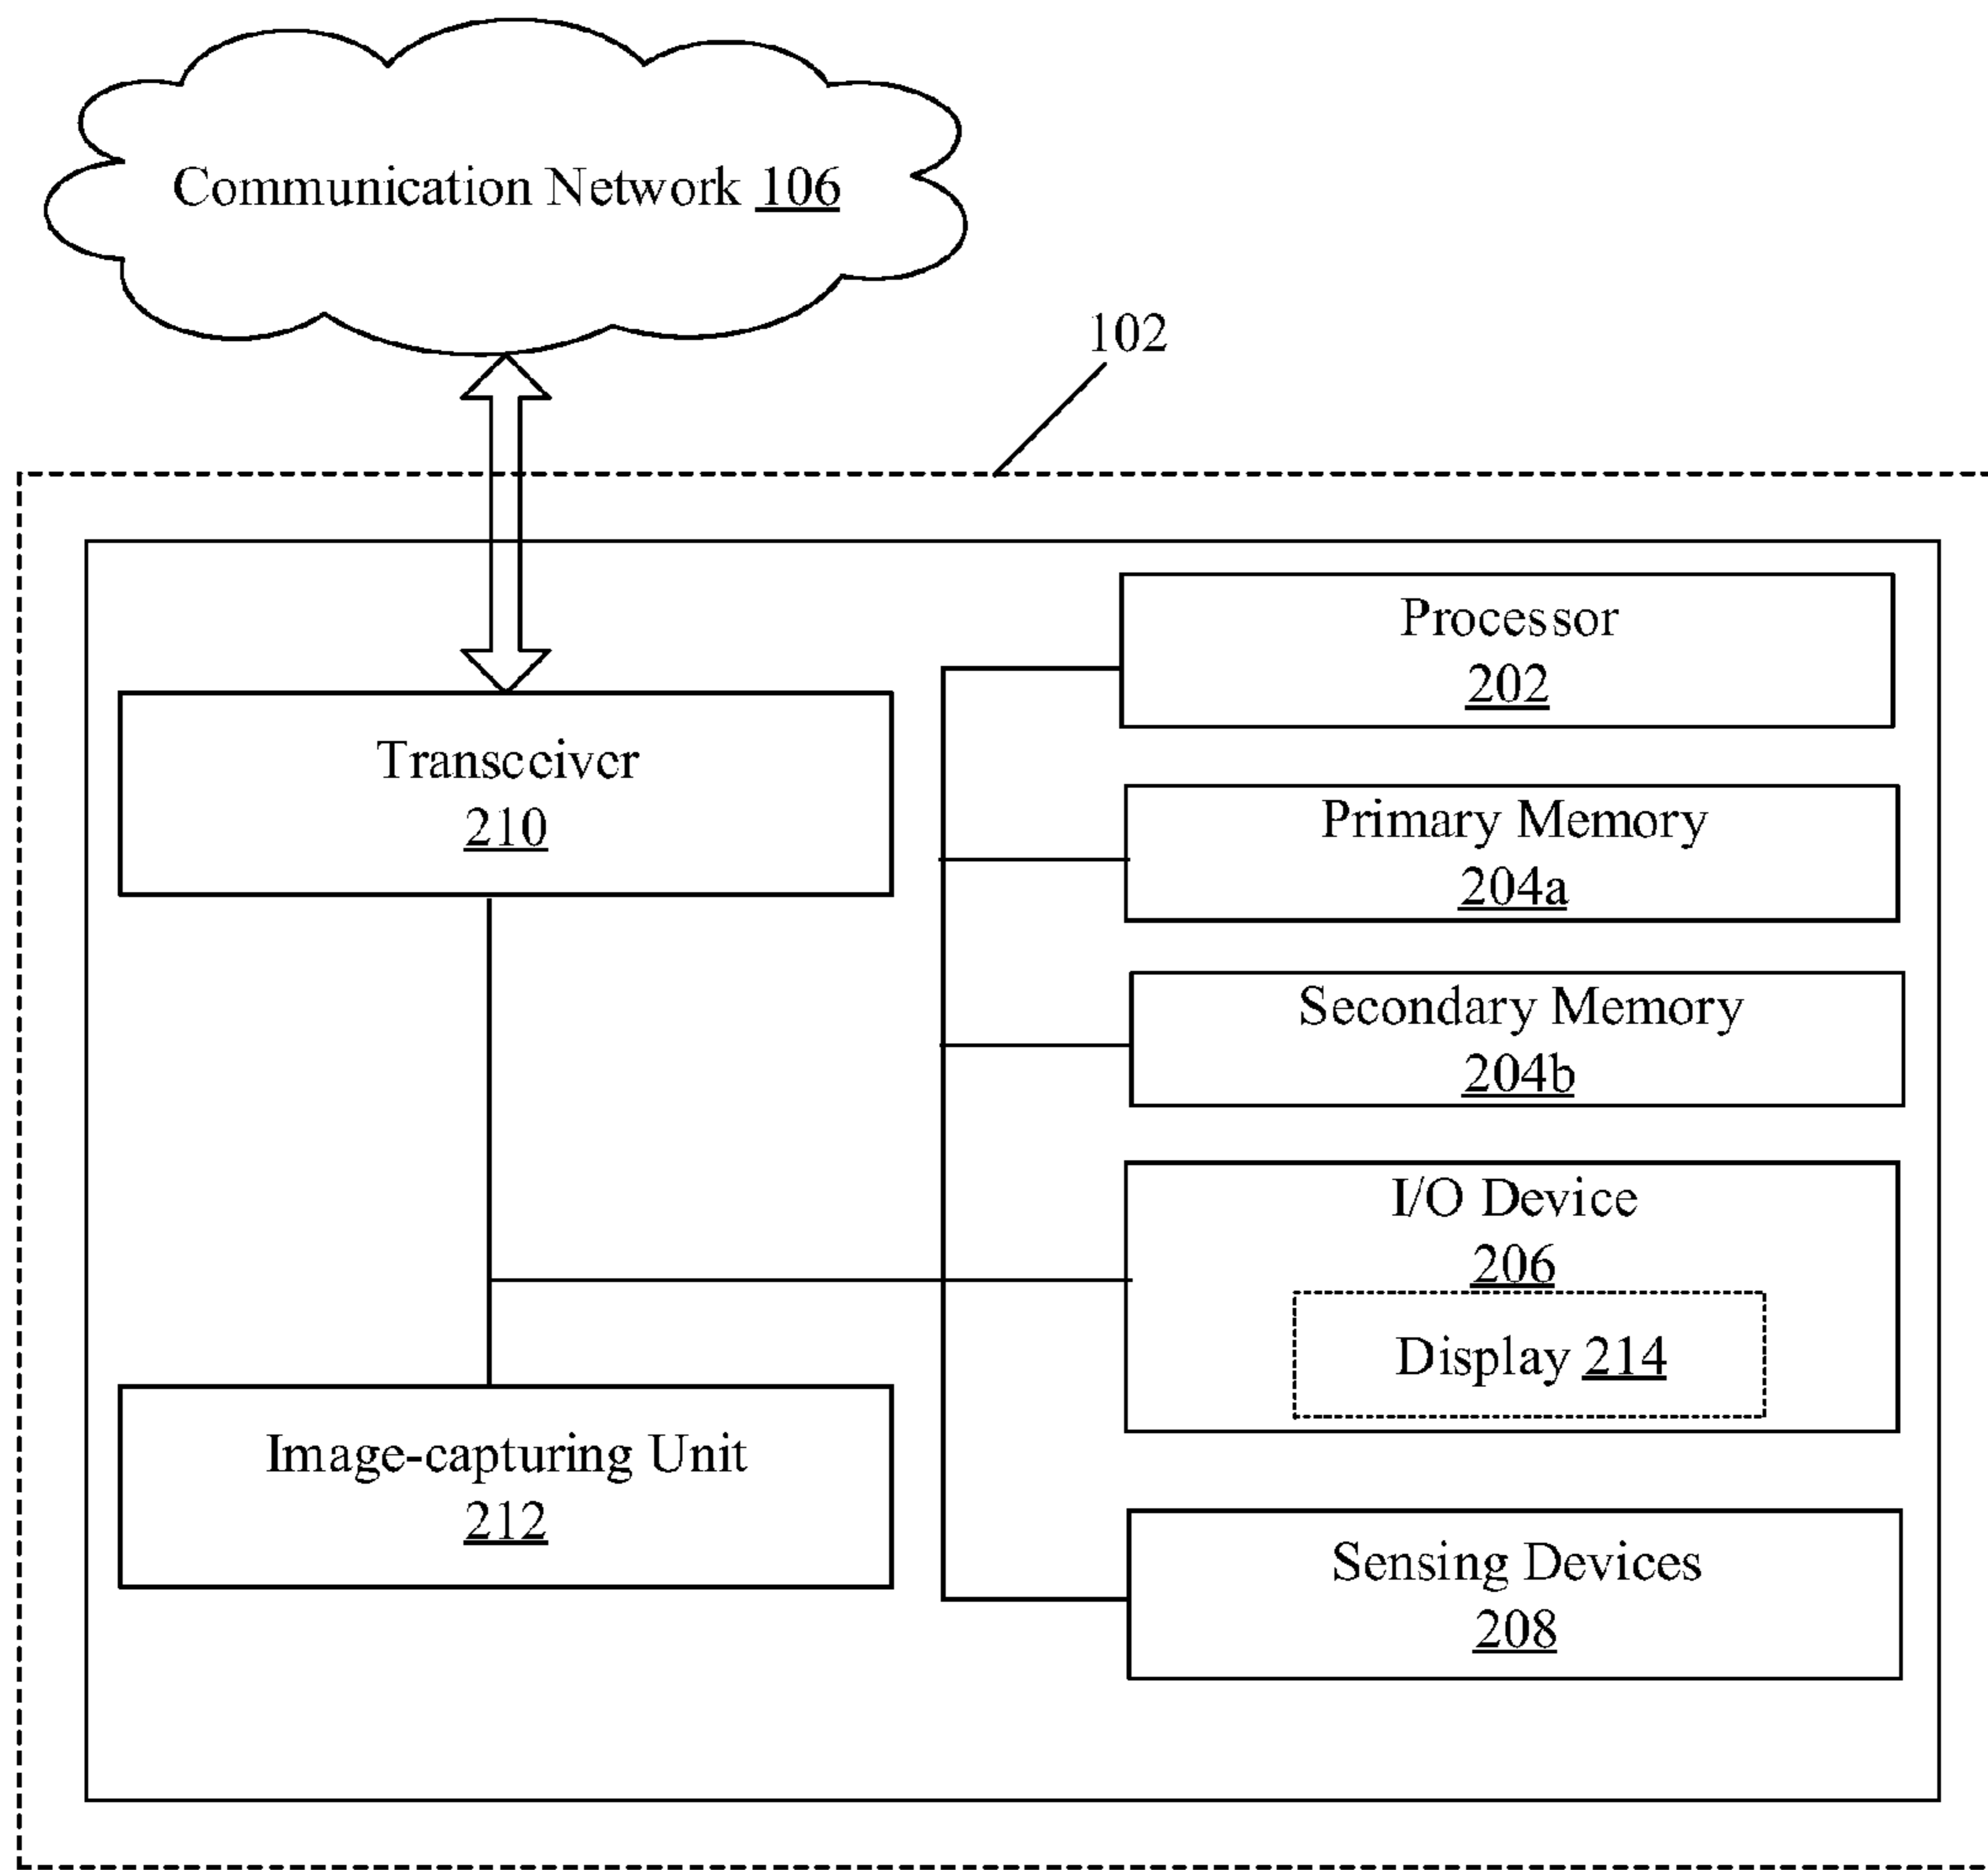 Communication Network 106
102
Processor
202
Transceiver
210
Primary Memory
204a
Secondary Memory
204b
I/O Device
206
Display 214
Image-capturing Unit
212
Sensing Devices
208